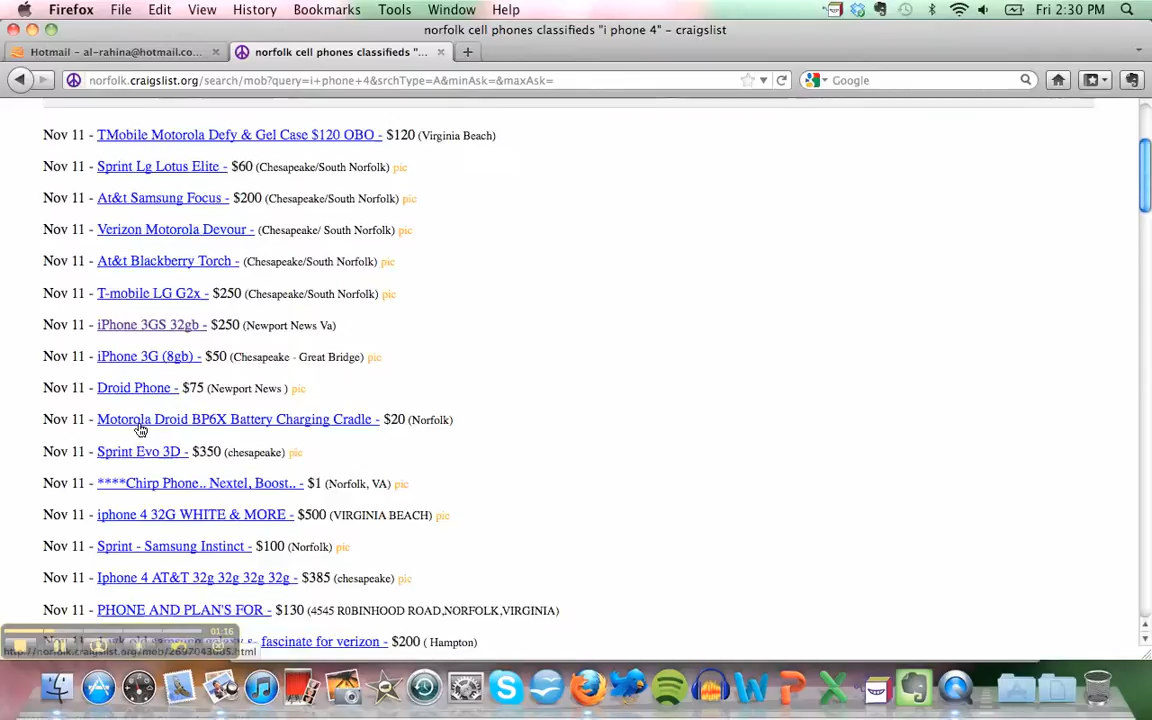 Firefox File Edit View History Bookmarks Tools Window Help Fri 2:30 PM
norfolk cell phones classifieds "i phone 4" – craigslist
Hotmail – al-rahina@hotmail.co... norfolk cell phones classifieds "...
norfolk.craigslist.org/search/mob?query=i+phone+4&srchType=A&minAsk=&maxAsk= Google
Nov 11 - TMobile Motorola Defy & Gel Case $120 OBO - $120 (Virginia Beach)
Nov 11 - Sprint Lg Lotus Elite - $60 (Chesapeake/South Norfolk) pic
Nov 11 - At&t Samsung Focus - $200 (Chesapeake/South Norfolk) pic
Nov 11 - Verizon Motorola Devour - (Chesapeake/ South Norfolk) pic
Nov 11 - At&t Blackberry Torch - (Chesapeake/South Norfolk) pic
Nov 11 - T-mobile LG G2x - $250 (Chesapeake/South Norfolk) pic
Nov 11 - iPhone 3GS 32gb - $250 (Newport News Va)
Nov 11 - iPhone 3G (8gb) - $50 (Chesapeake - Great Bridge) pic
Nov 11 - Droid Phone - $75 (Newport News ) pic
Nov 11 - Motorola Droid BP6X Battery Charging Cradle - $20 (Norfolk)
Nov 11 - Sprint Evo 3D - $350 (chesapeake) pic
Nov 11 - ****Chirp Phone.. Nextel, Boost.. - $1 (Norfolk, VA) pic
Nov 11 - iphone 4 32G WHITE & MORE - $500 (VIRGINIA BEACH) pic
Nov 11 - Sprint - Samsung Instinct - $100 (Norfolk) pic
Nov 11 - Iphone 4 AT&T 32g 32g 32g 32g - $385 (chesapeake) pic
Nov 11 - PHONE AND PLAN'S FOR - $130 (4545 R0BINHOOD ROAD,NORFOLK,VIRGINIA)
01:16
fascinate for verizon - $200 ( Hampton)